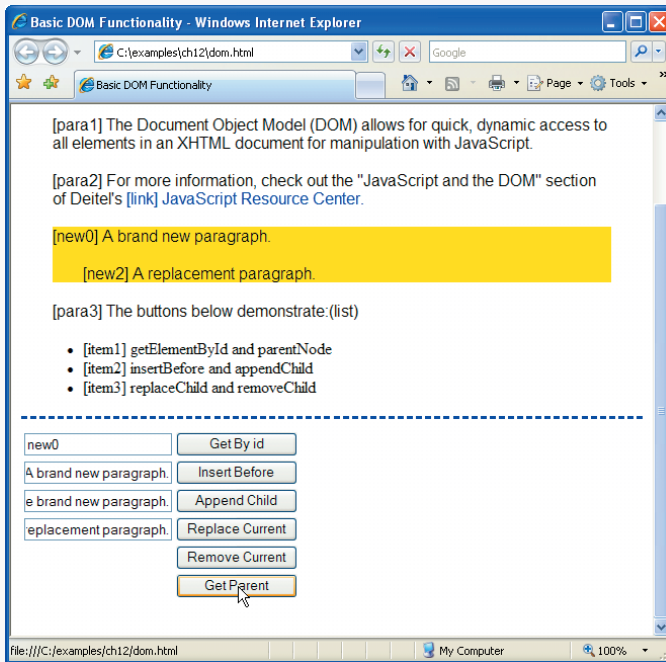 Basic DOM Functionality - Windows Internet Explorer
C:\examples\ch12\dom.html
Google
Basic DOM Functionality
Page
Tools
»
[para1] The Document Object Model (DOM) allows for quick, dynamic access to
all elements in an XHTML document for manipulation with JavaScript.
[para2] For more information, check out the "JavaScript and the DOM" section
of Deitel's [link] JavaScript Resource Center.
[new0] A brand new paragraph.
[new2] A replacement paragraph.
[para3] The buttons below demonstrate:(list)
• [item1] getElementById and parentNode
• [item2] insertBefore and appendChild
• [item3] replaceChild and removeChild
new0 Get By id
A brand new paragraph. Insert Before
e brand new paragraph. Append Child
eplacement paragraph. Replace Current
Remove Current
Get Parent
file:///C:/examples/ch12/dom.html My Computer 100%